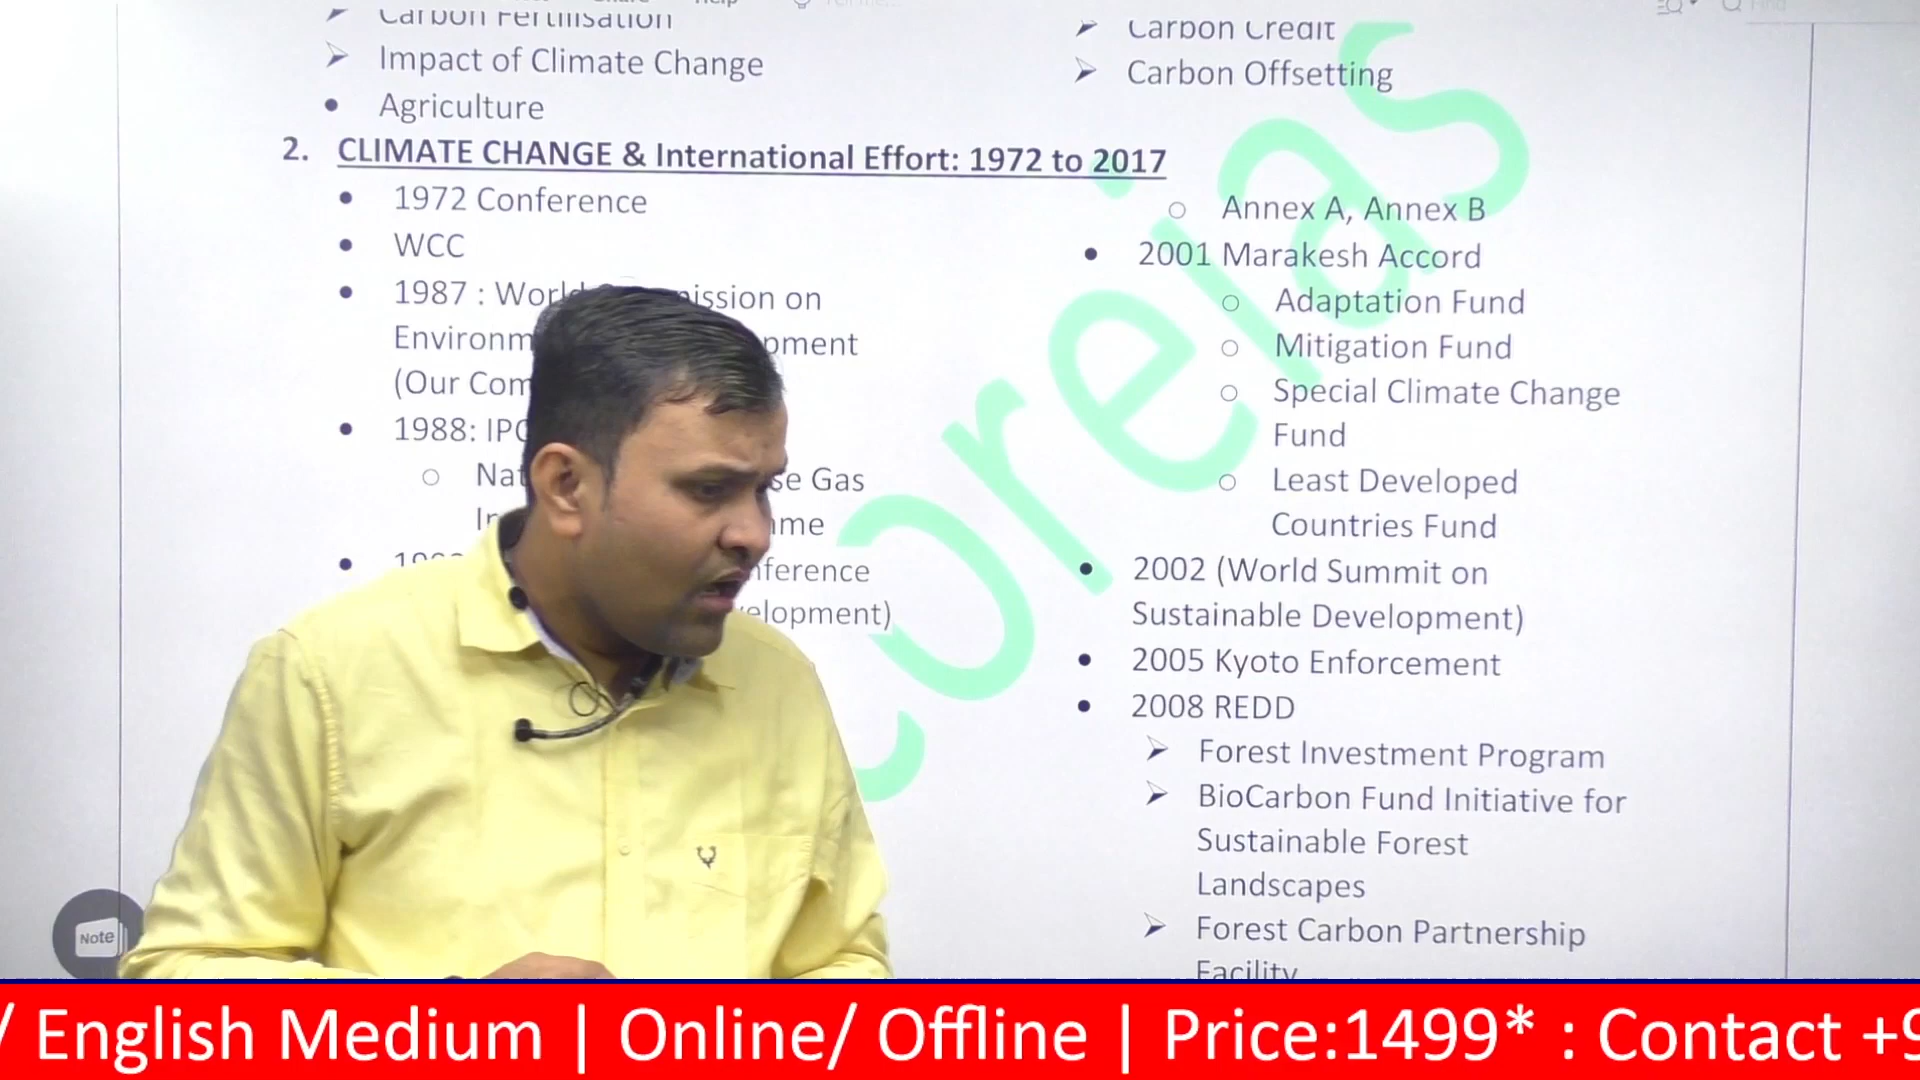 Carbon Fertilisation
Impact of Climate Change
Agriculture
Carbon Credit
Carbon Offsetting
2. CLIMATE CHANGE & International Effort: 1972 to 2017
1972 Conference
WCC
1987 : World ission on
Environm pment
(Our Com
1988: IPC
Nat se Gas
me
ference
elopment)
Annex A, Annex B
2001 Marakesh Accord
Adaptation Fund
Mitigation Fund
Special Climate Change
Fund
Least Developed
Countries Fund
2002 (World Summit on
Sustainable Development)
2005 Kyoto Enforcement
2008 REDD
Forest Investment Program
BioCarbon Fund Initiative for
Sustainable Forest
Landscapes
Forest Carbon Partnership
Facility
coreias
Note
/ English Medium | Online/ Offline | Price:1499* : Contact +9